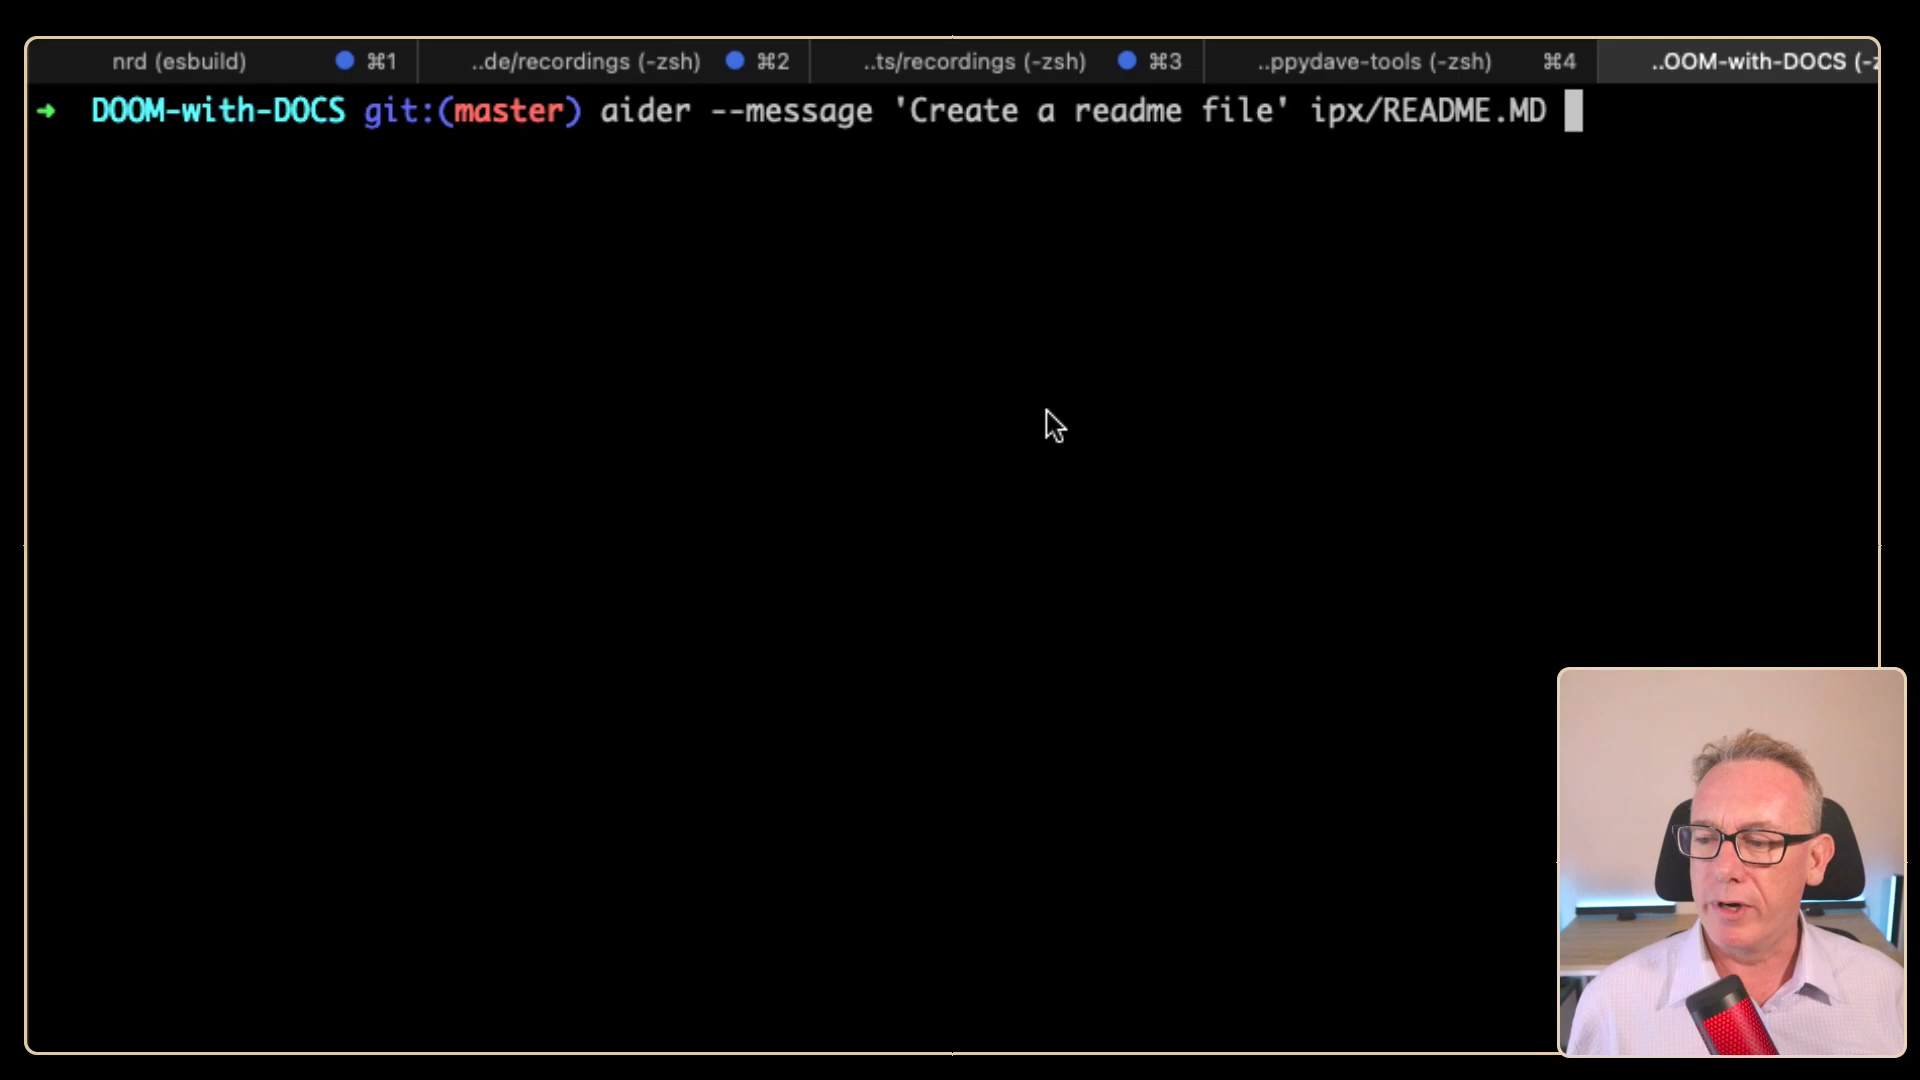 nrd (esbuild) ⌘1 ..de/recordings (-zsh) ⌘2 ..ts/recordings (-zsh) ⌘3 ..ppydave-tools (-zsh) ⌘4 ..OOM-with-DOCS (-z
➜ DOOM-with-DOCS git:(master) aider --message 'Create a readme file' ipx/README.MD